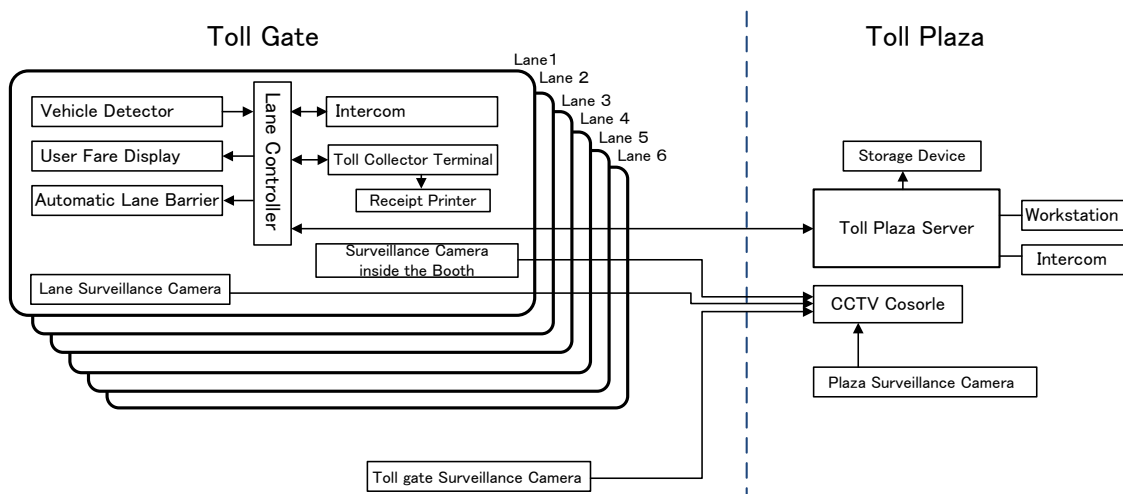 Toll Gate
Toll Plaza
Lane1
Lane 2
Lane 3
Lane 4
Lane 5
Lane 6
Vehicle Detector
User Fare Display
Automatic Lane Barrier
Lane Controller
Intercom
Toll Collector Terminal
Receipt Printer
Surveillance Camera
inside the Booth
Lane Surveillance Camera
Toll gate Surveillance Camera
Storage Device
Toll Plaza Server
Workstation
Intercom
CCTV Cosorle
Plaza Surveillance Camera